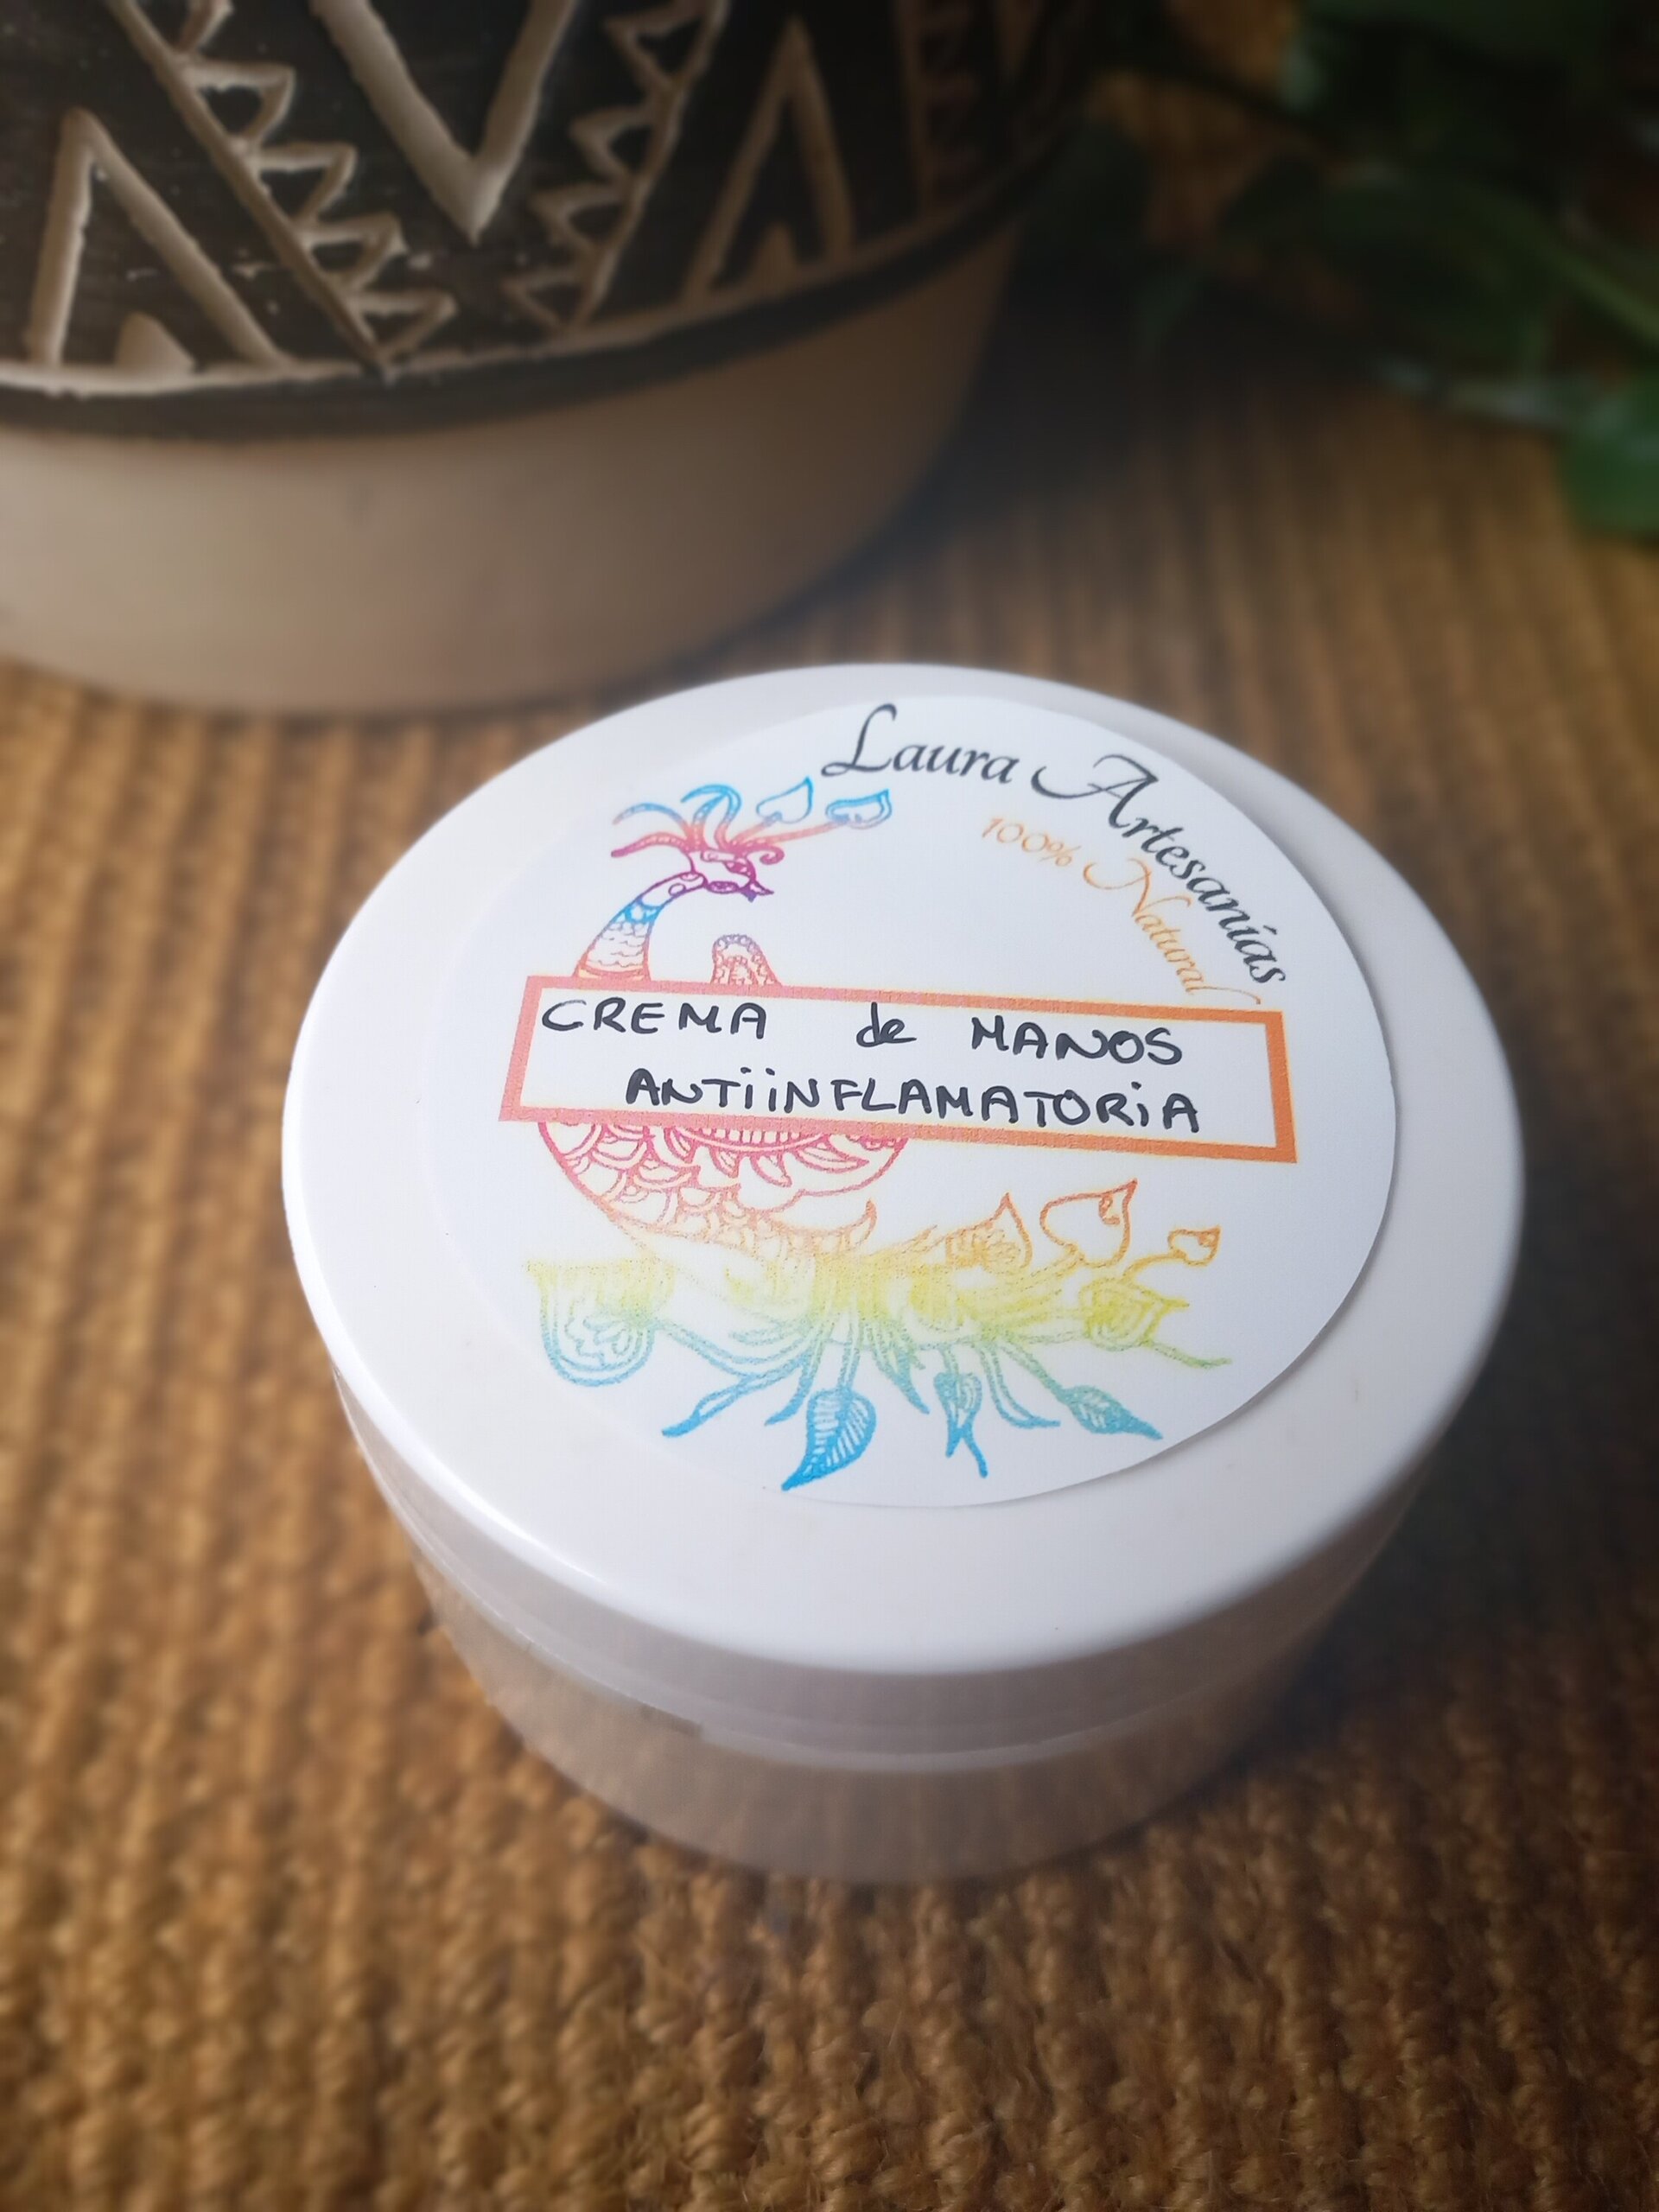 Laura Artesanías
100% Natural
CREMA de MANOS
ANTiiNFLAMATORiA